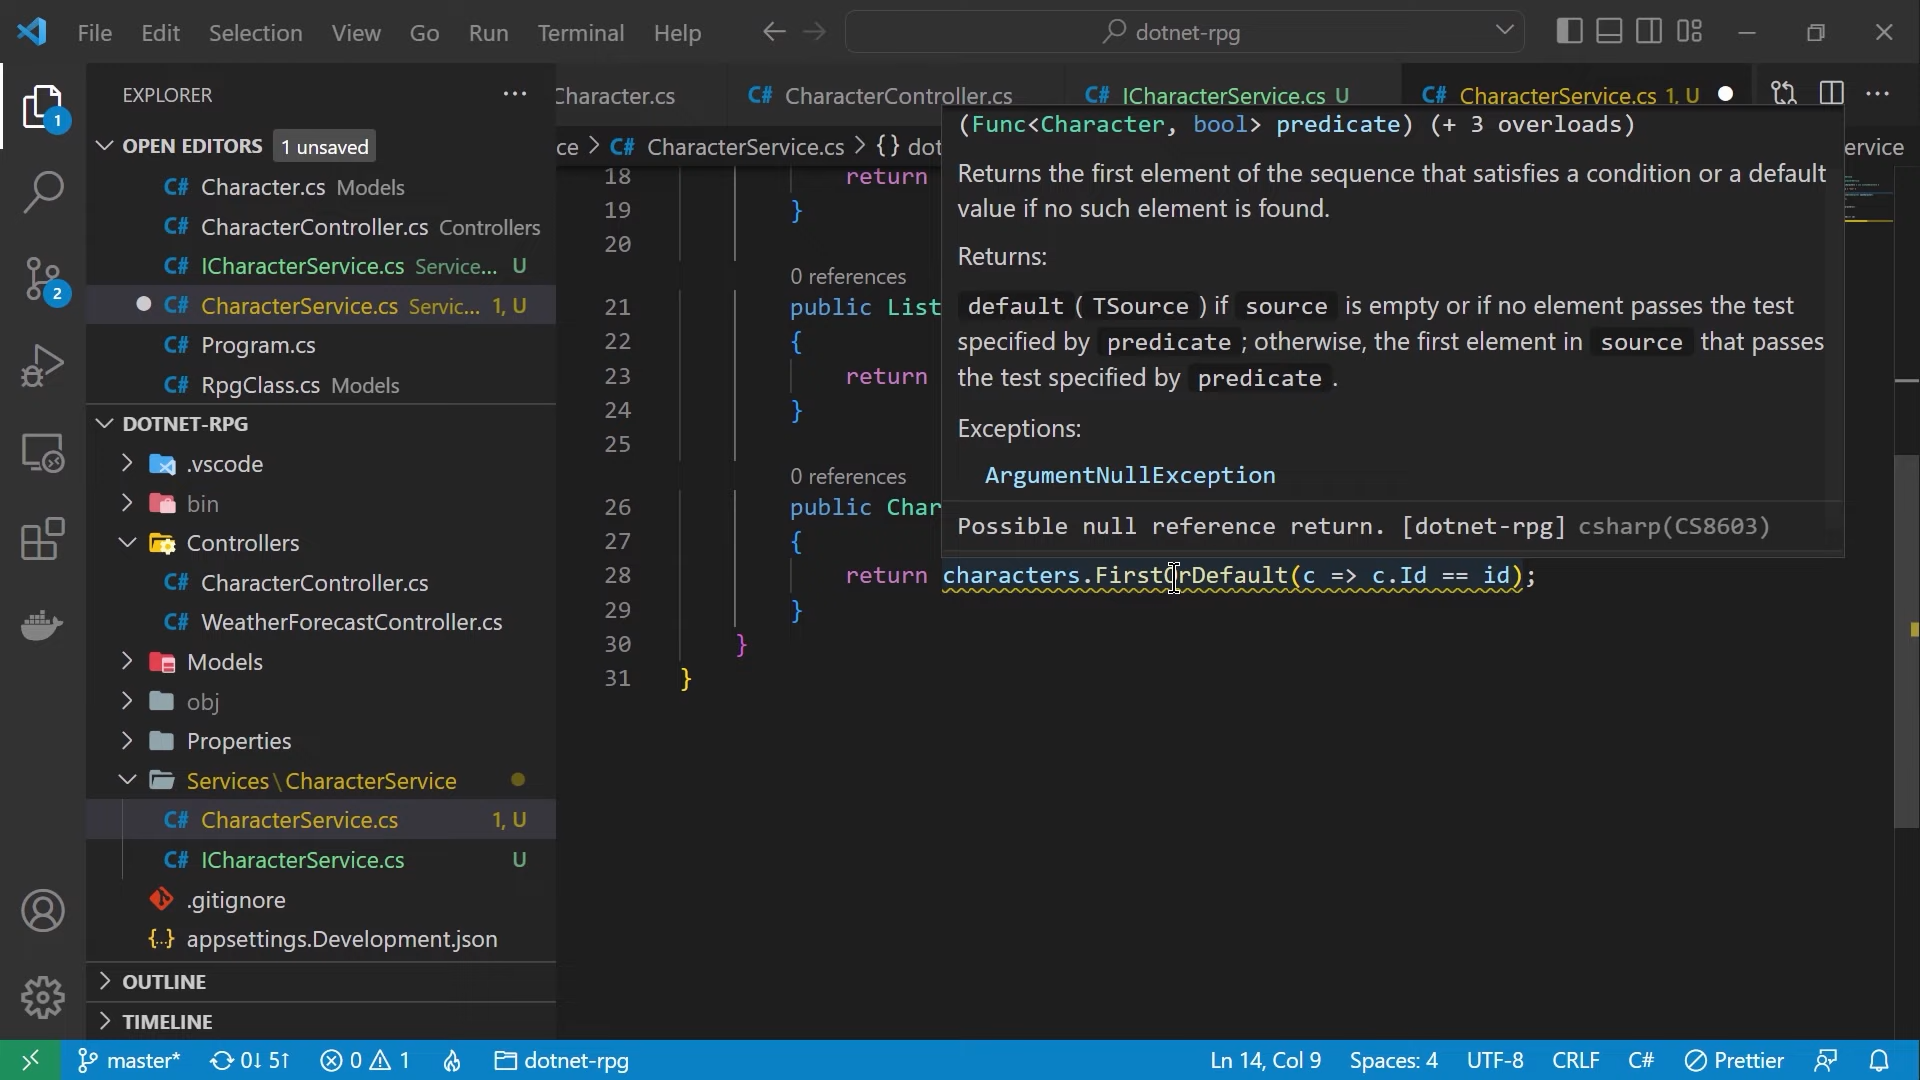 File Edit Selection View Go Run Terminal Help
dotnet-rpg
EXPLORER
1
2
OPEN EDITORS 1 unsaved
C# Character.cs Models
C# CharacterController.cs Controllers
C# ICharacterService.cs Service... U
C# CharacterService.cs Servic... 1, U
C# Program.cs
C# RpgClass.cs Models
DOTNET-RPG
.vscode
bin
Controllers
C# CharacterController.cs
C# WeatherForecastController.cs
Models
obj
Properties
Services\CharacterService
C# CharacterService.cs 1, U
C# ICharacterService.cs U
.gitignore
{..} appsettings.Development.json
OUTLINE
TIMELINE
Character.cs C# CharacterController.cs C# ICharacterService.cs U C# CharacterService.cs 1, U
ce > C# CharacterService.cs > {} dot
ervice
18 return
19 }
20
0 references
21 public List
22 {
23 return
24 }
25
0 references
26 public Char
27 {
28 return characters.FirstOrDefault(c => c.Id == id);
29 }
30 }
31 }
(Func<Character, bool> predicate) (+ 3 overloads)
Returns the first element of the sequence that satisfies a condition or a default
value if no such element is found.
Returns:
default ( TSource ) if source is empty or if no element passes the test
specified by predicate ; otherwise, the first element in source that passes
the test specified by predicate .
Exceptions:
ArgumentNullException
Possible null reference return. [dotnet-rpg] csharp(CS8603)
master* 0↓ 5↑ 0 1 dotnet-rpg Ln 14, Col 9 Spaces: 4 UTF-8 CRLF C# Prettier